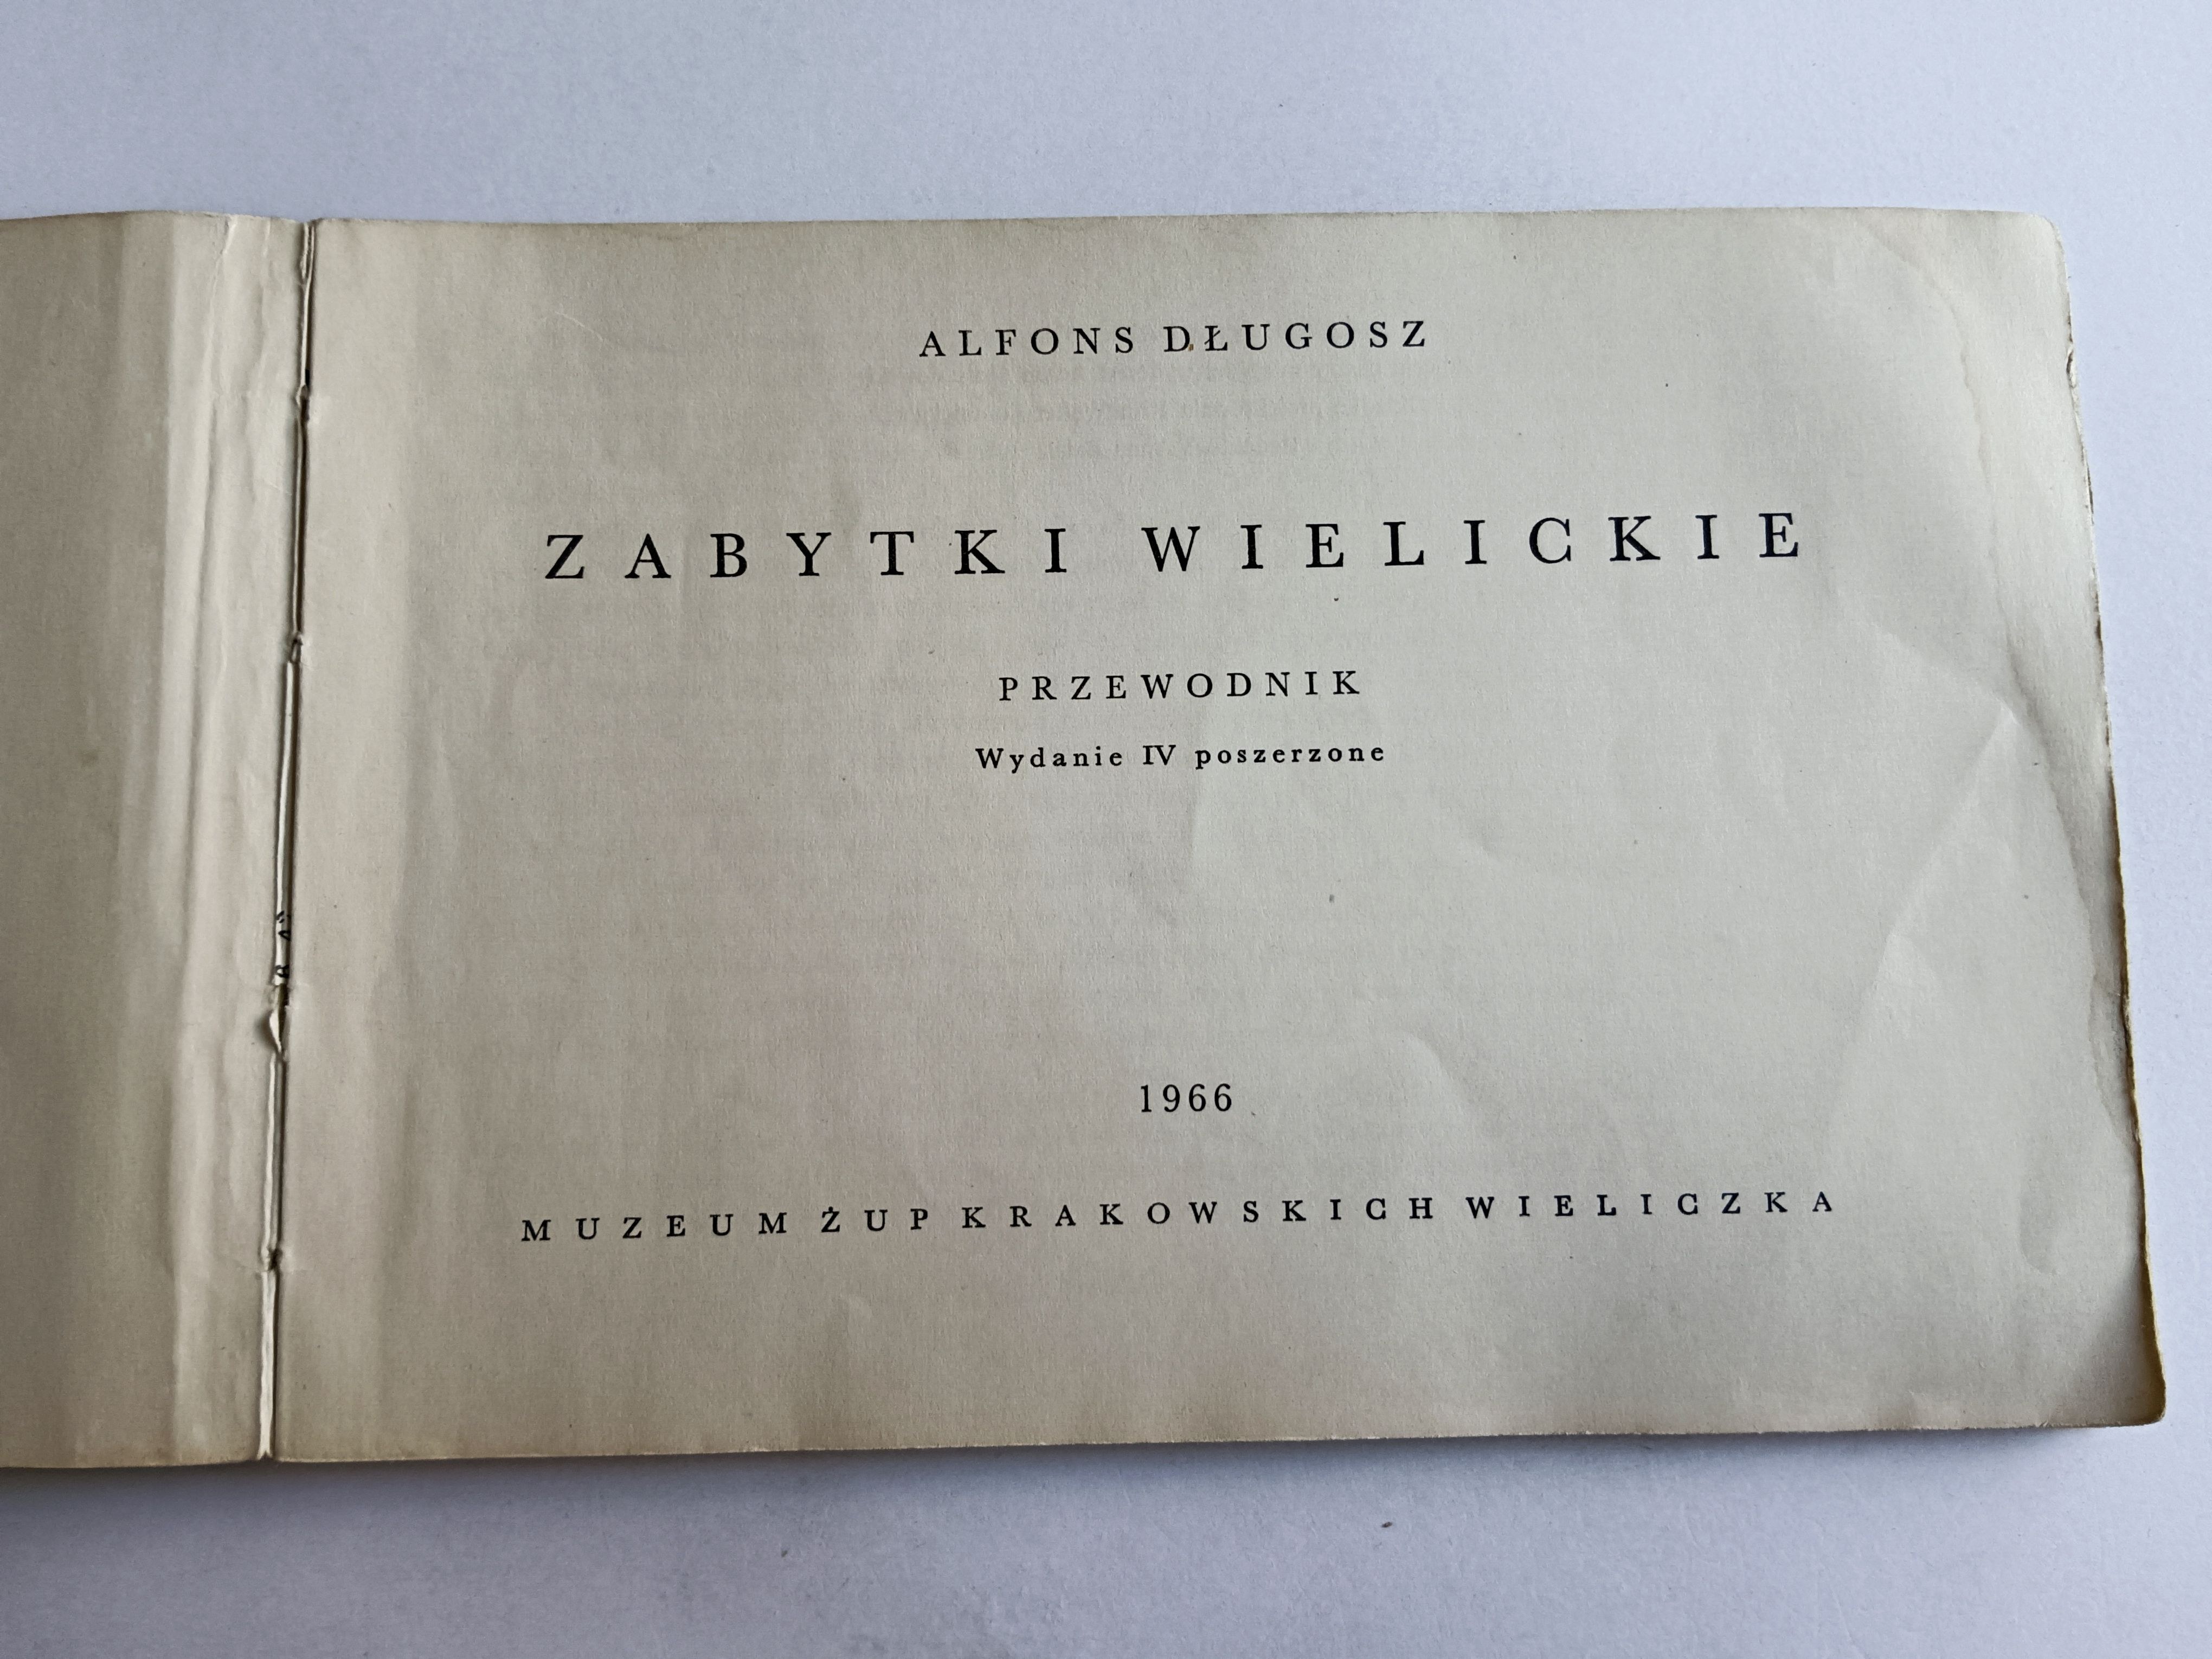 ALFONS DŁUGOSZ
ZABYTKI WIELICKIE
PRZEWODNIK
Wydanie IV poszerzone
1966
MUZEUM ŻUP KRAKOWSKICH WIELICZKA